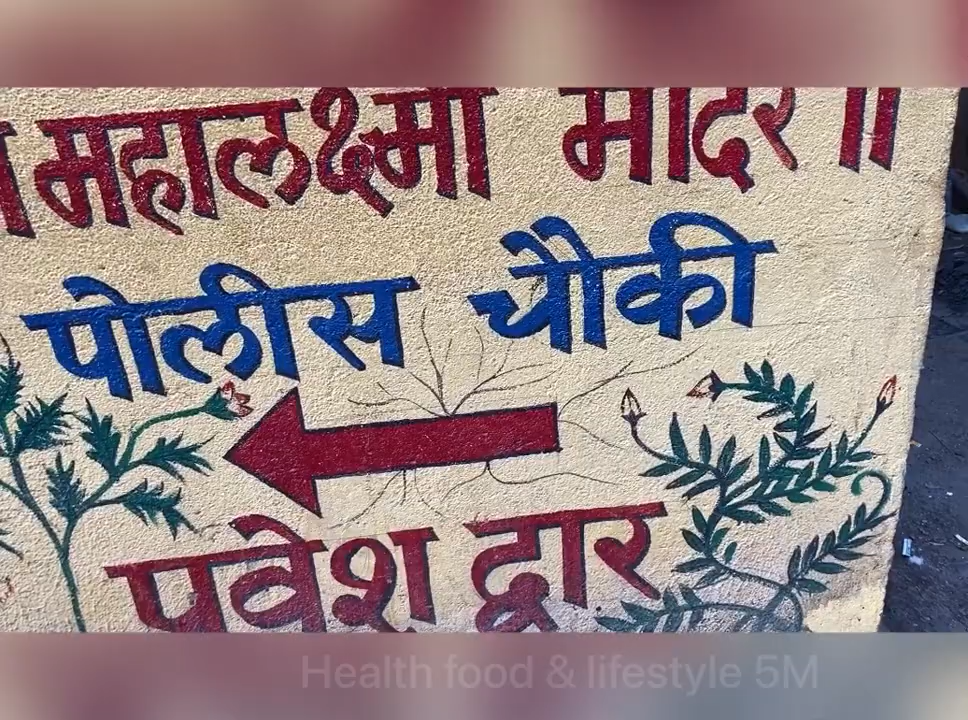 ॥ महालक्ष्मी मंदिर ॥
पोलीस चौकी
प्रवेश द्वार
Health food & lifestyle 5M